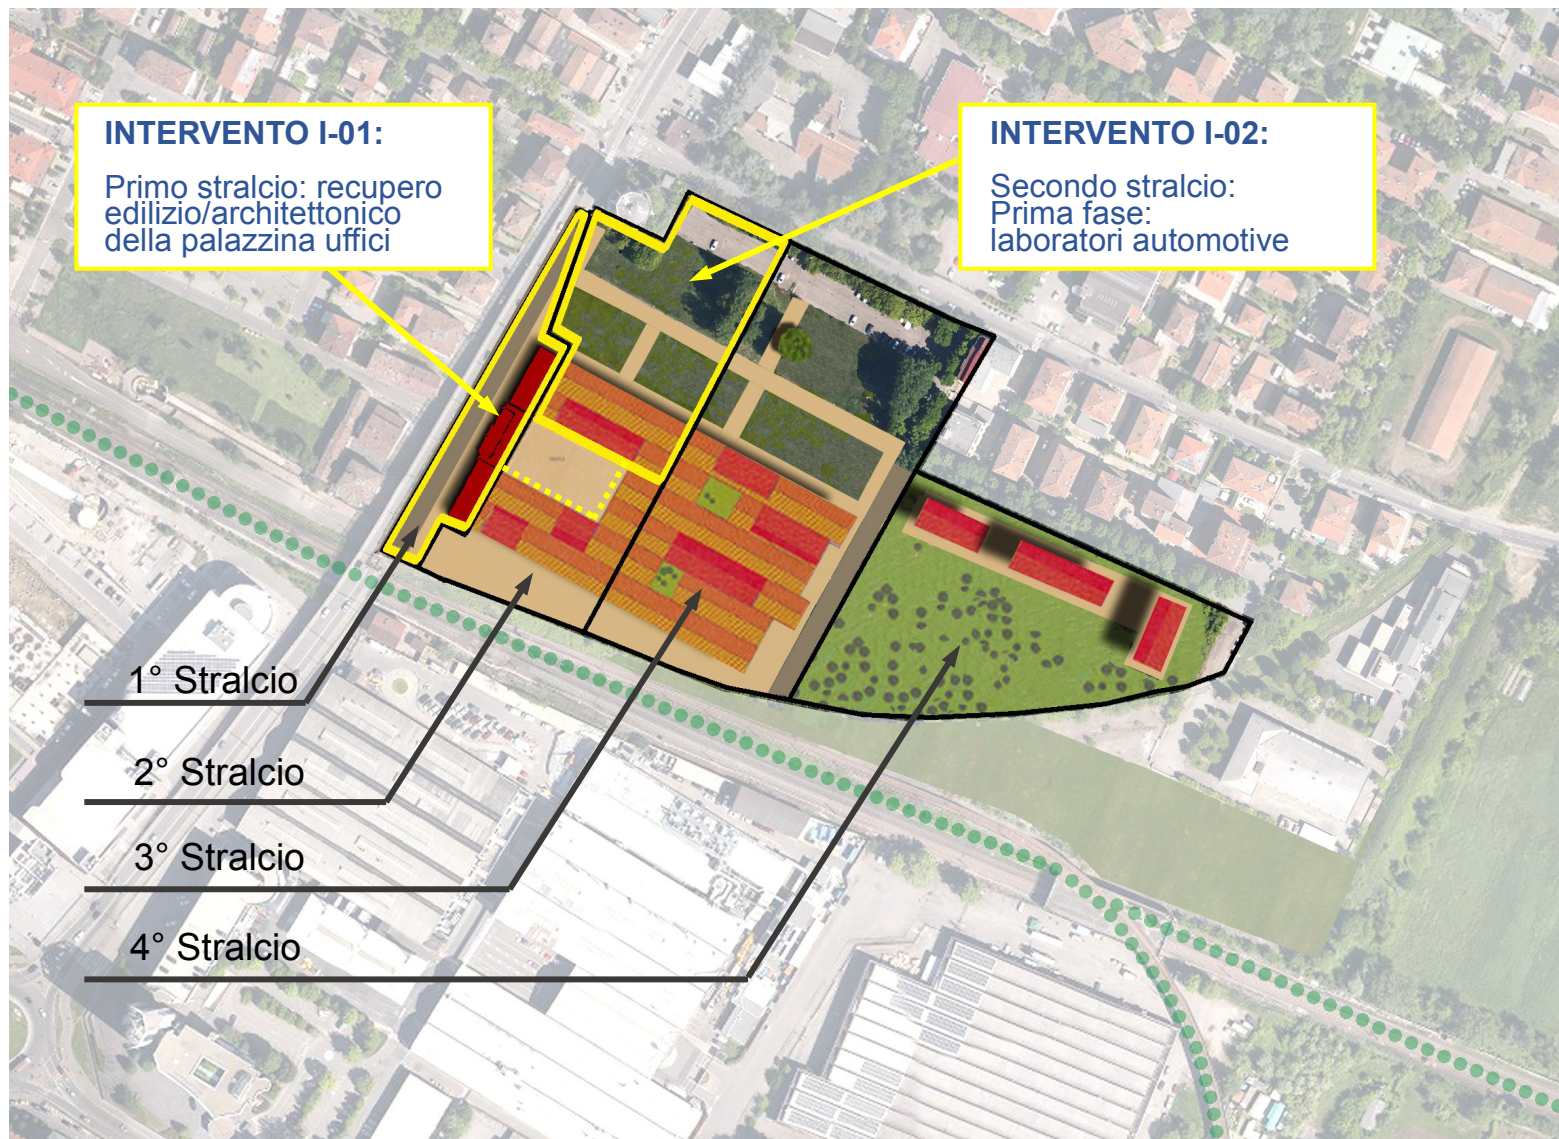 INTERVENTO I-01:
Primo stralcio: recupero
edilizio/architettonico
della palazzina uffici
INTERVENTO I-02:
Secondo stralcio:
Prima fase:
laboratori automotive
1° Stralcio
2° Stralcio
3° Stralcio
4° Stralcio